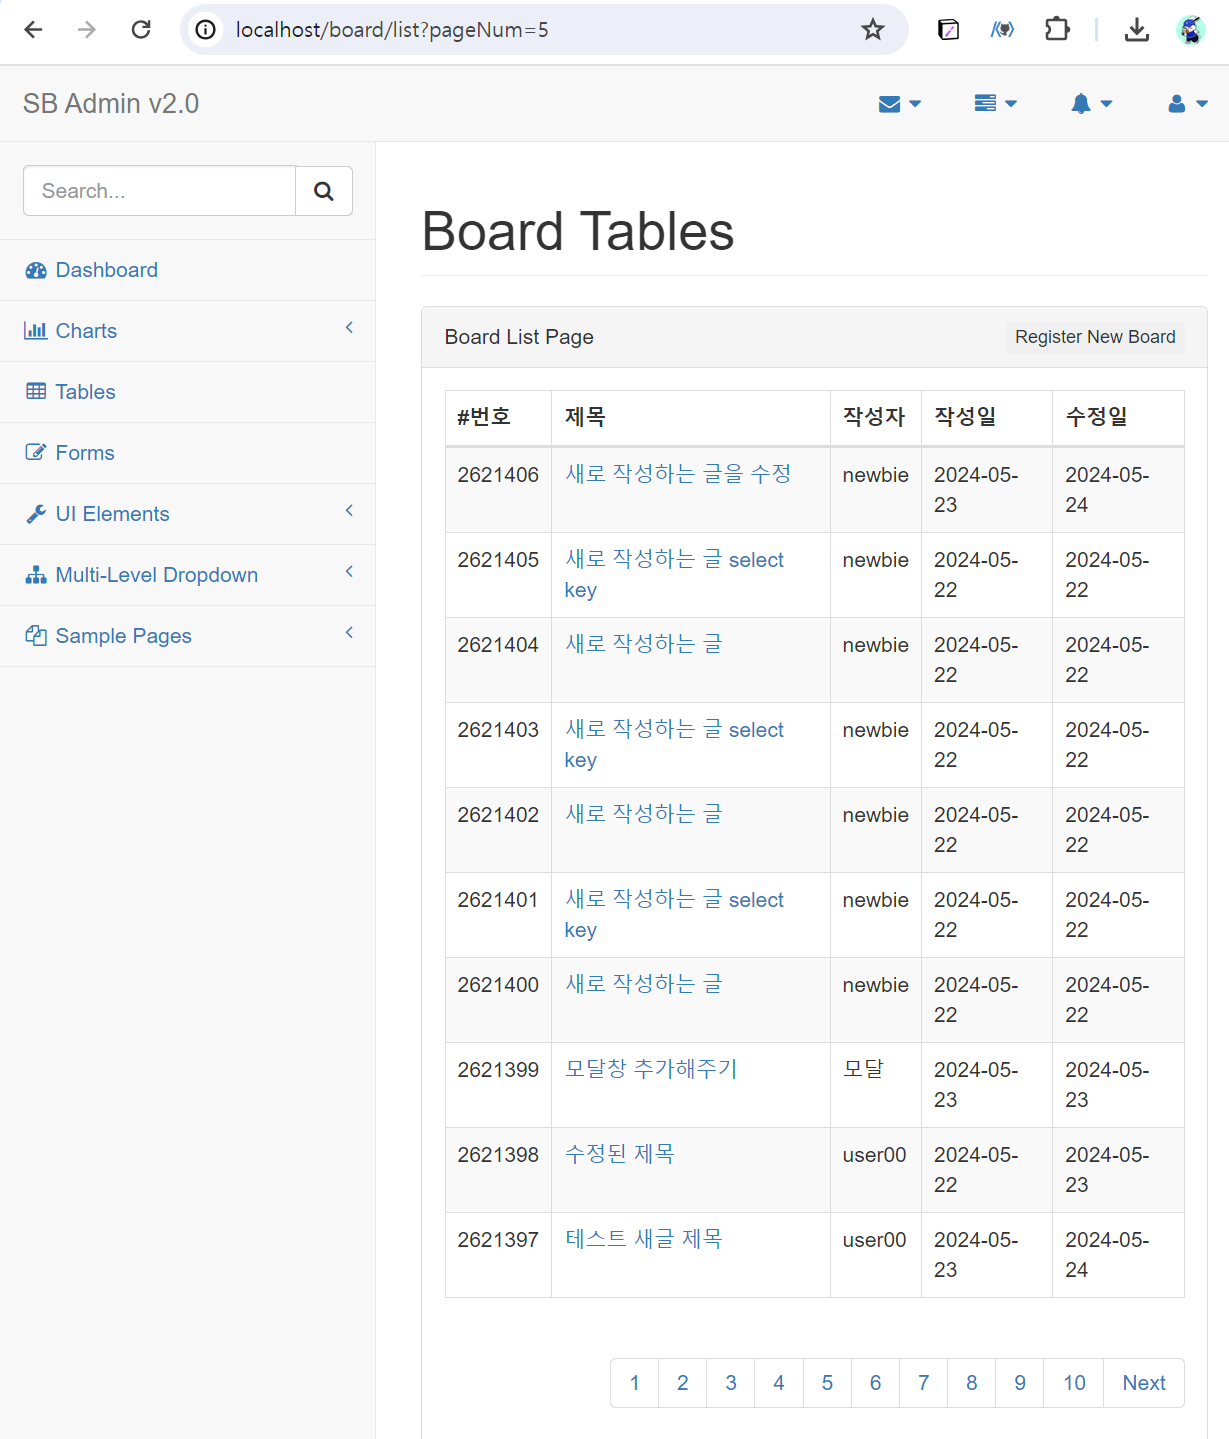 localhost/board/list?pageNum=5
SB Admin v2.0
Search...
Dashboard
Charts
Tables
Forms
UI Elements
Multi-Level Dropdown
Sample Pages
Board Tables
Board List Page Register New Board
#번호 제목 작성자 작성일 수정일
2621406 새로 작성하는 글을 수정 newbie 2024-05- 2024-05-
23 24
2621405 새로 작성하는 글 select newbie 2024-05- 2024-05-
key 22 22
2621404 새로 작성하는 글 newbie 2024-05- 2024-05-
22 22
2621403 새로 작성하는 글 select newbie 2024-05- 2024-05-
key 22 22
2621402 새로 작성하는 글 newbie 2024-05- 2024-05-
22 22
2621401 새로 작성하는 글 select newbie 2024-05- 2024-05-
key 22 22
2621400 새로 작성하는 글 newbie 2024-05- 2024-05-
22 22
2621399 모달창 추가해주기 모달 2024-05- 2024-05-
23 23
2621398 수정된 제목 user00 2024-05- 2024-05-
22 23
2621397 테스트 새글 제목 user00 2024-05- 2024-05-
23 24
1 2 3 4 5 6 7 8 9 10 Next